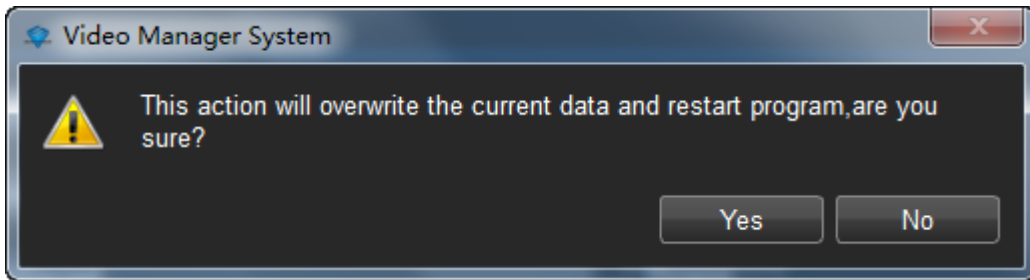 Video Manager System
This action will overwrite the current data and restart program,are you
sure?
Yes
No